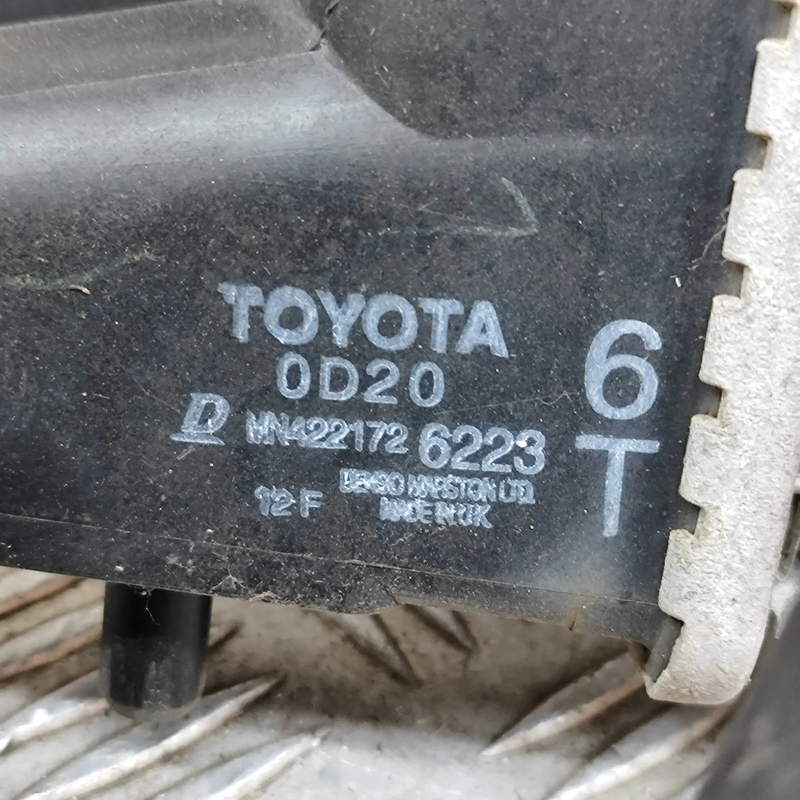 TOYOTA
0D20
6
D MN422172 6223
T
12 F
DENSO MARSTON LTD.
MADE IN UK